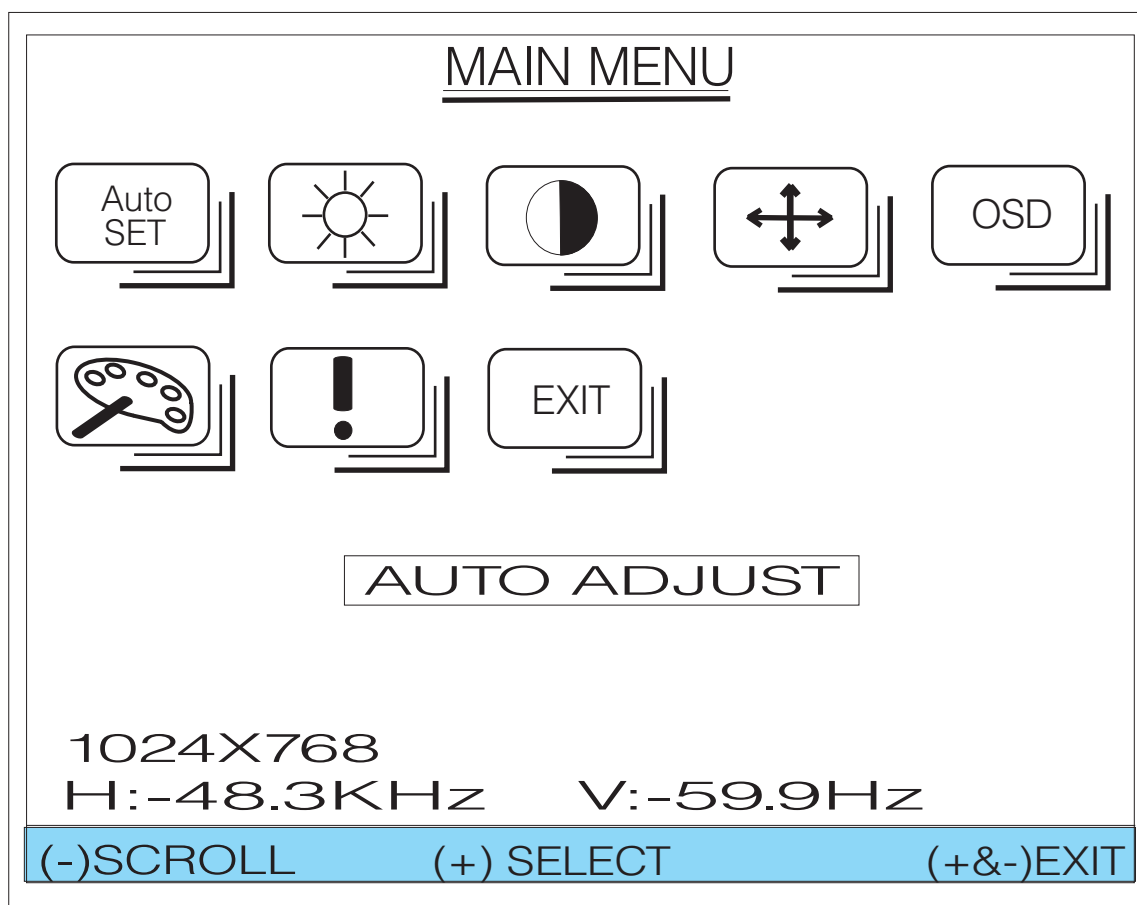 MAIN MENU
Auto
SET
OSD
EXIT
AUTO ADJUST
1024X768
H:-48.3KHz V:-59.9Hz
(-)SCROLL (+) SELECT (+&-)EXIT